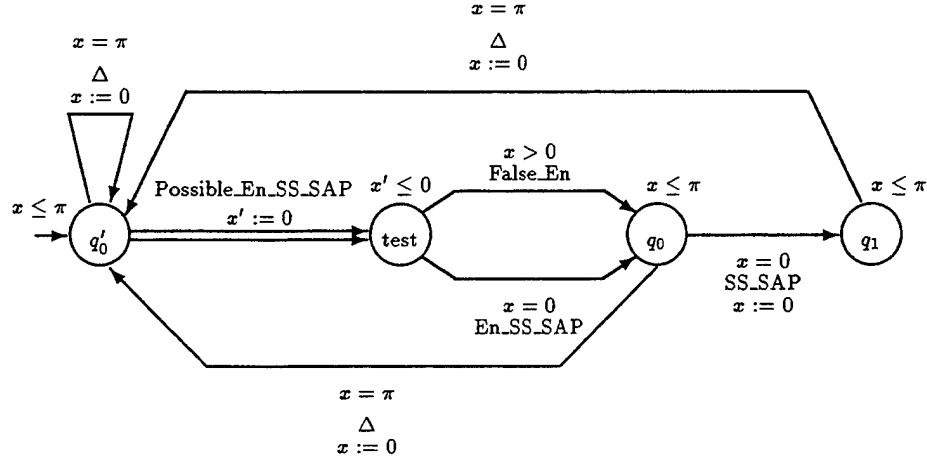 x = π
Δ
x := 0
x = π
Δ
x := 0
x ≤ π
q′₀
Possible_En_SS_SAP
x′ := 0
x′ ≤ 0
test
x > 0
False_En
x = 0
En_SS_SAP
x ≤ π
q₀
x = 0
SS_SAP
x := 0
x ≤ π
q₁
x = π
Δ
x := 0